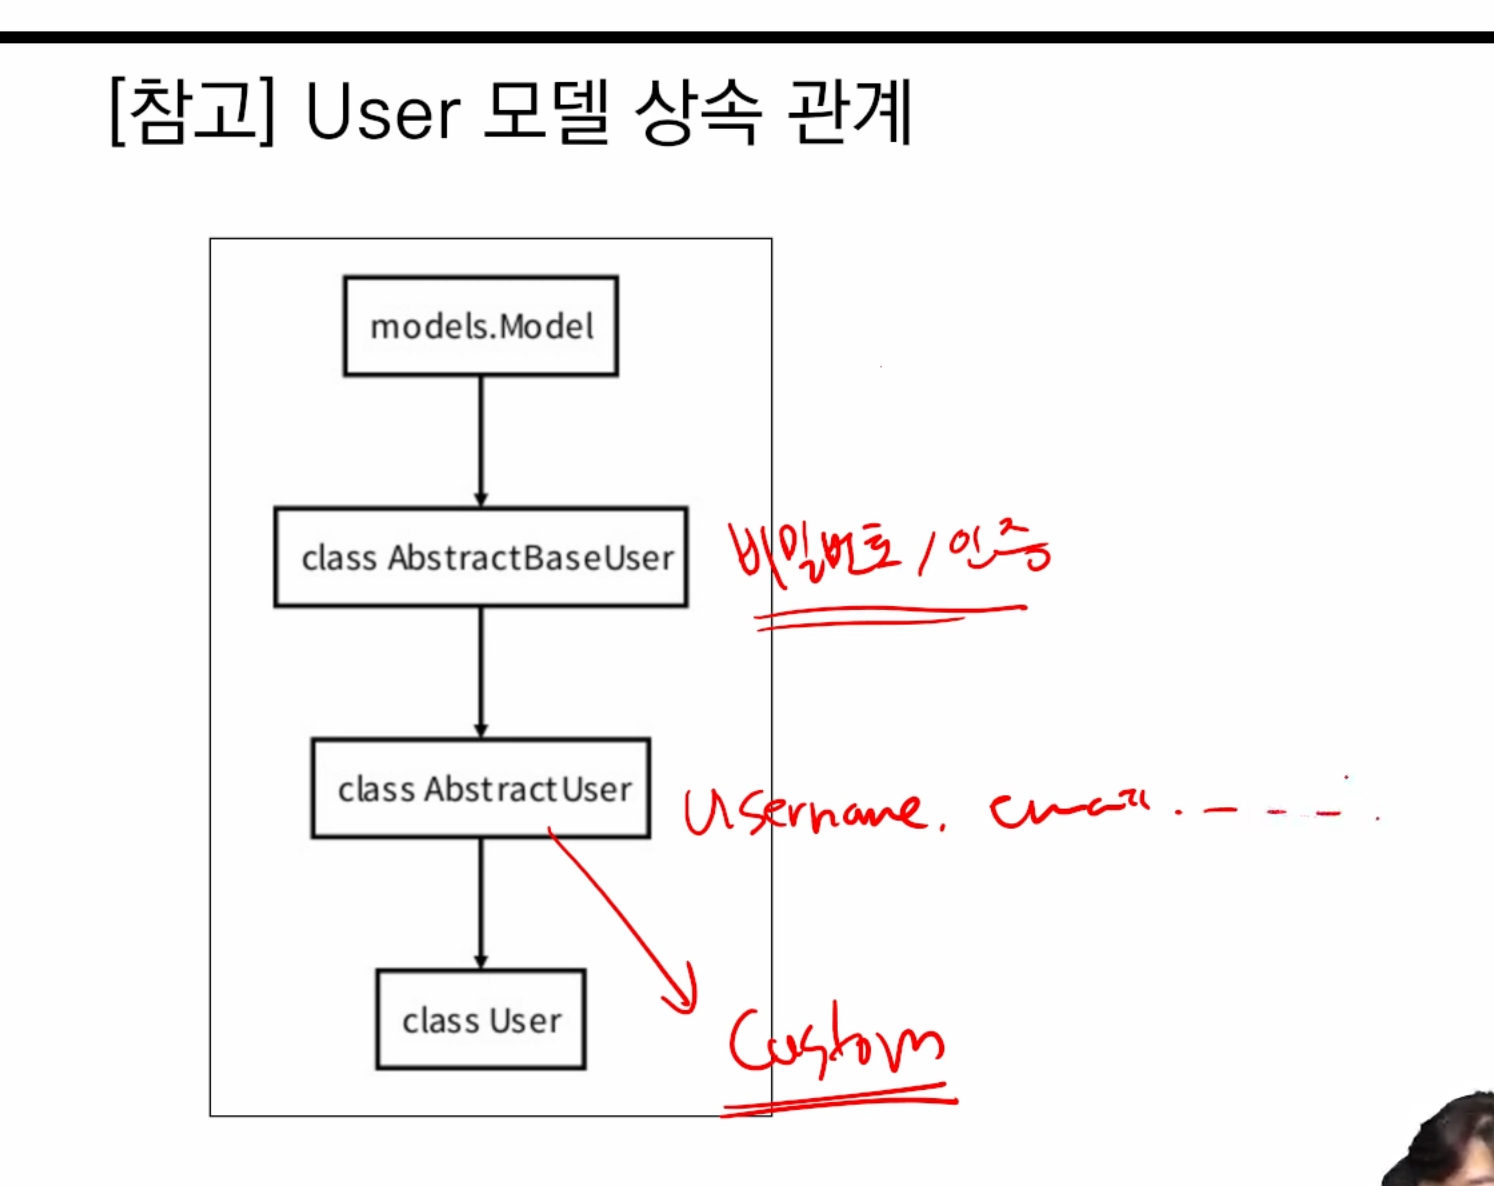 [참고] User 모델 상속 관계
models.Model
class AbstractBaseUser
비밀번호 / 인증
class AbstractUser
Username. email. - - - .
class User
Custom